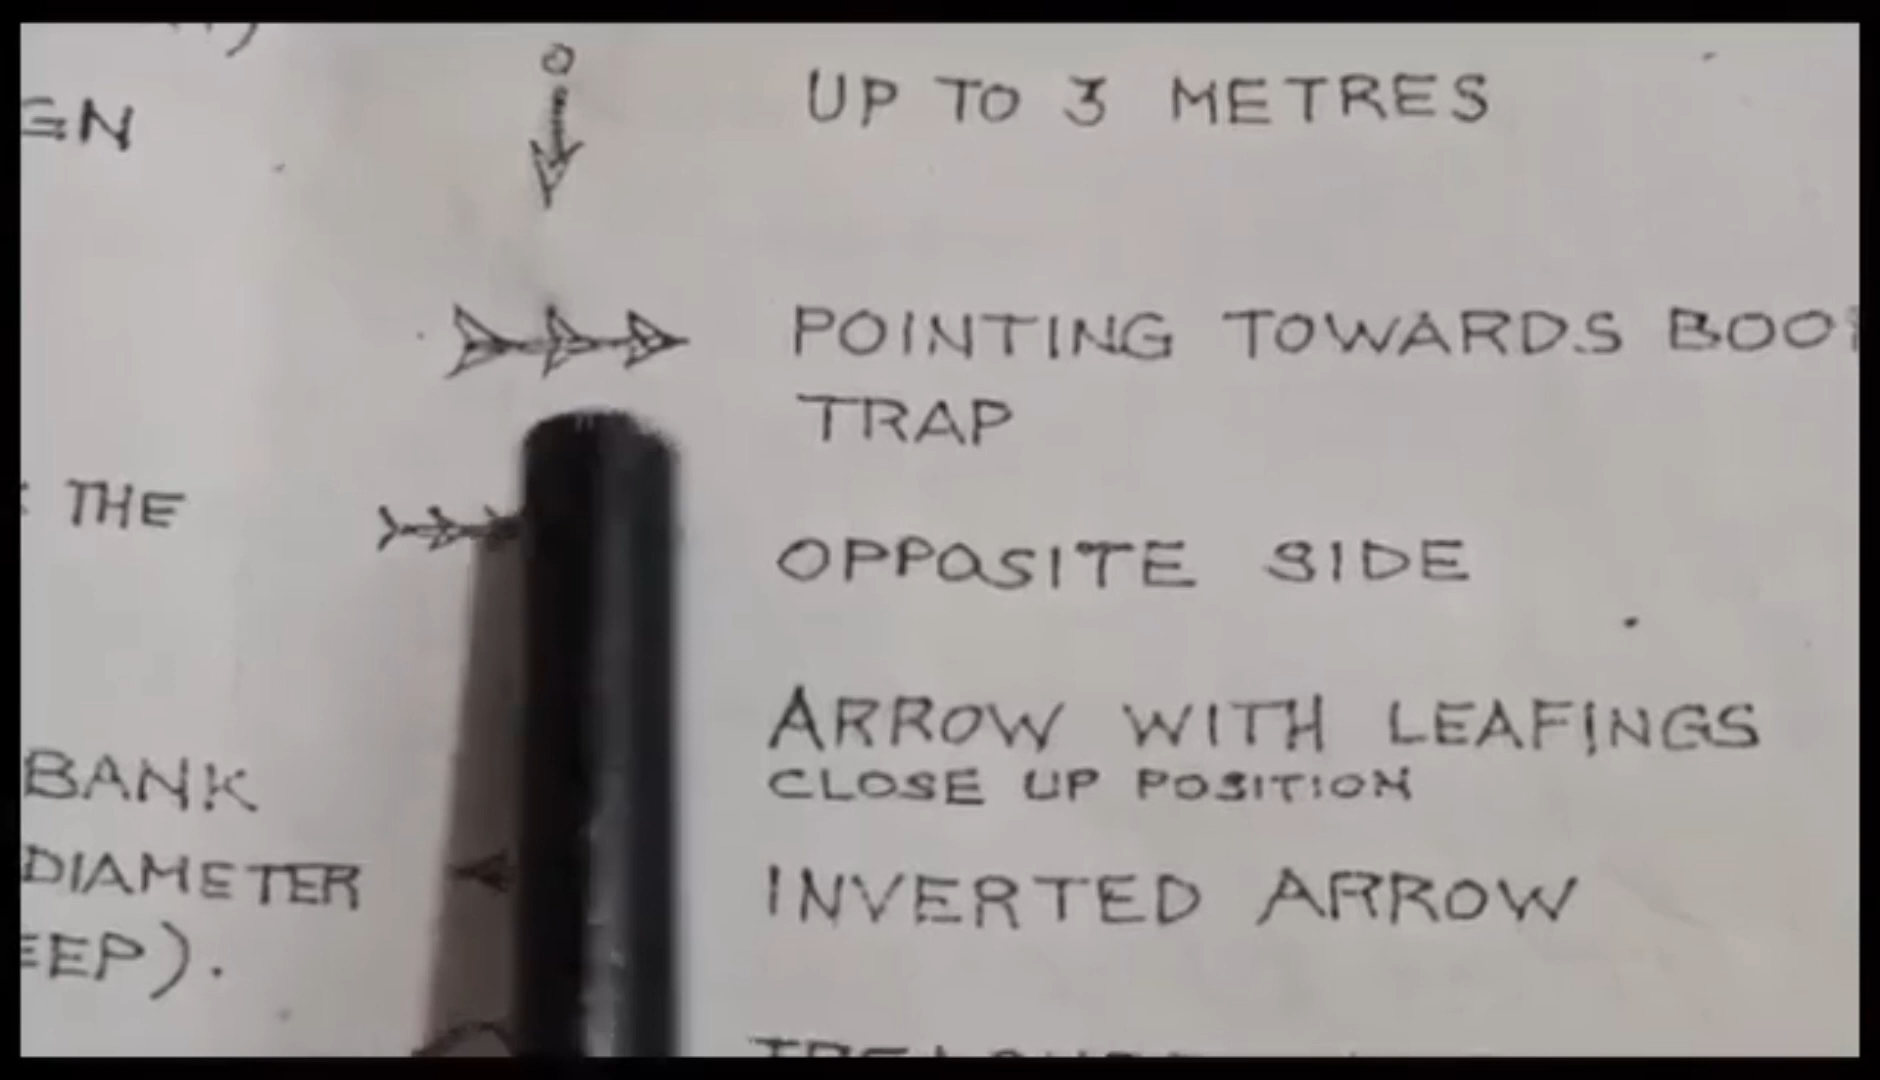 UP TO 3 METRES
POINTING TOWARDS
TRAP
THE
OPPOSITE SIDE
ARROW WITH LEAFINGS
BANK
CLOSE UP POSITION
DIAMETER
INVERTED ARROW